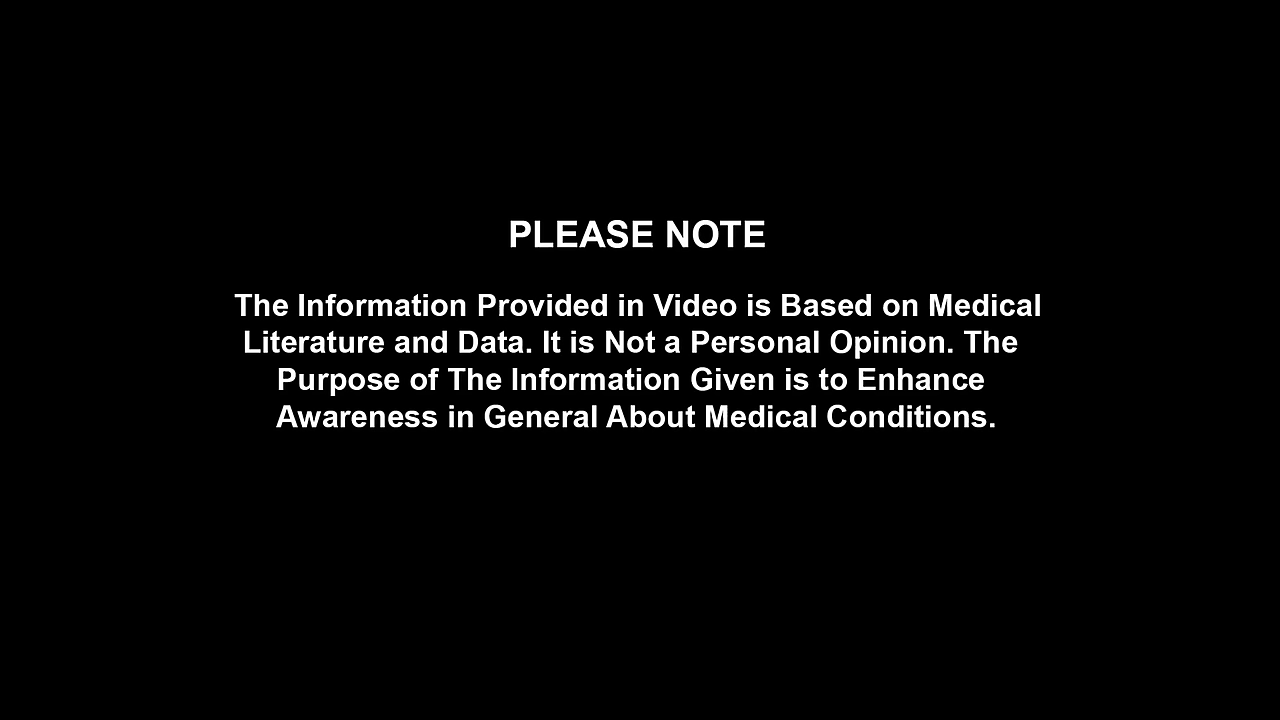 PLEASE NOTE
The Information Provided in Video is Based on Medical
Literature and Data. It is Not a Personal Opinion. The
Purpose of The Information Given is to Enhance
Awareness in General About Medical Conditions.